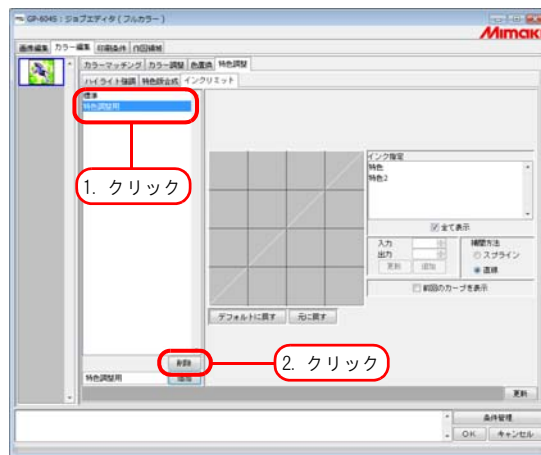 GP-604S : ジョブエディタ ( フルカラー )
Mimaki
画像編集 カラー編集 印刷条件 作図機械
カラーマッチング カラー調整 色置換 特色調整
ハイライト強調 特色版合成 インクリミット
標準
特色調整用
1. クリック
インク指定
特色
特色2
全て表示
入力
出力
更新 追加
補間方法
スプライン
直線
前回のカーブを表示
デフォルトに戻す 元に戻す
削除
2. クリック
特色調整用 追加
更新
条件管理
OK キャンセル